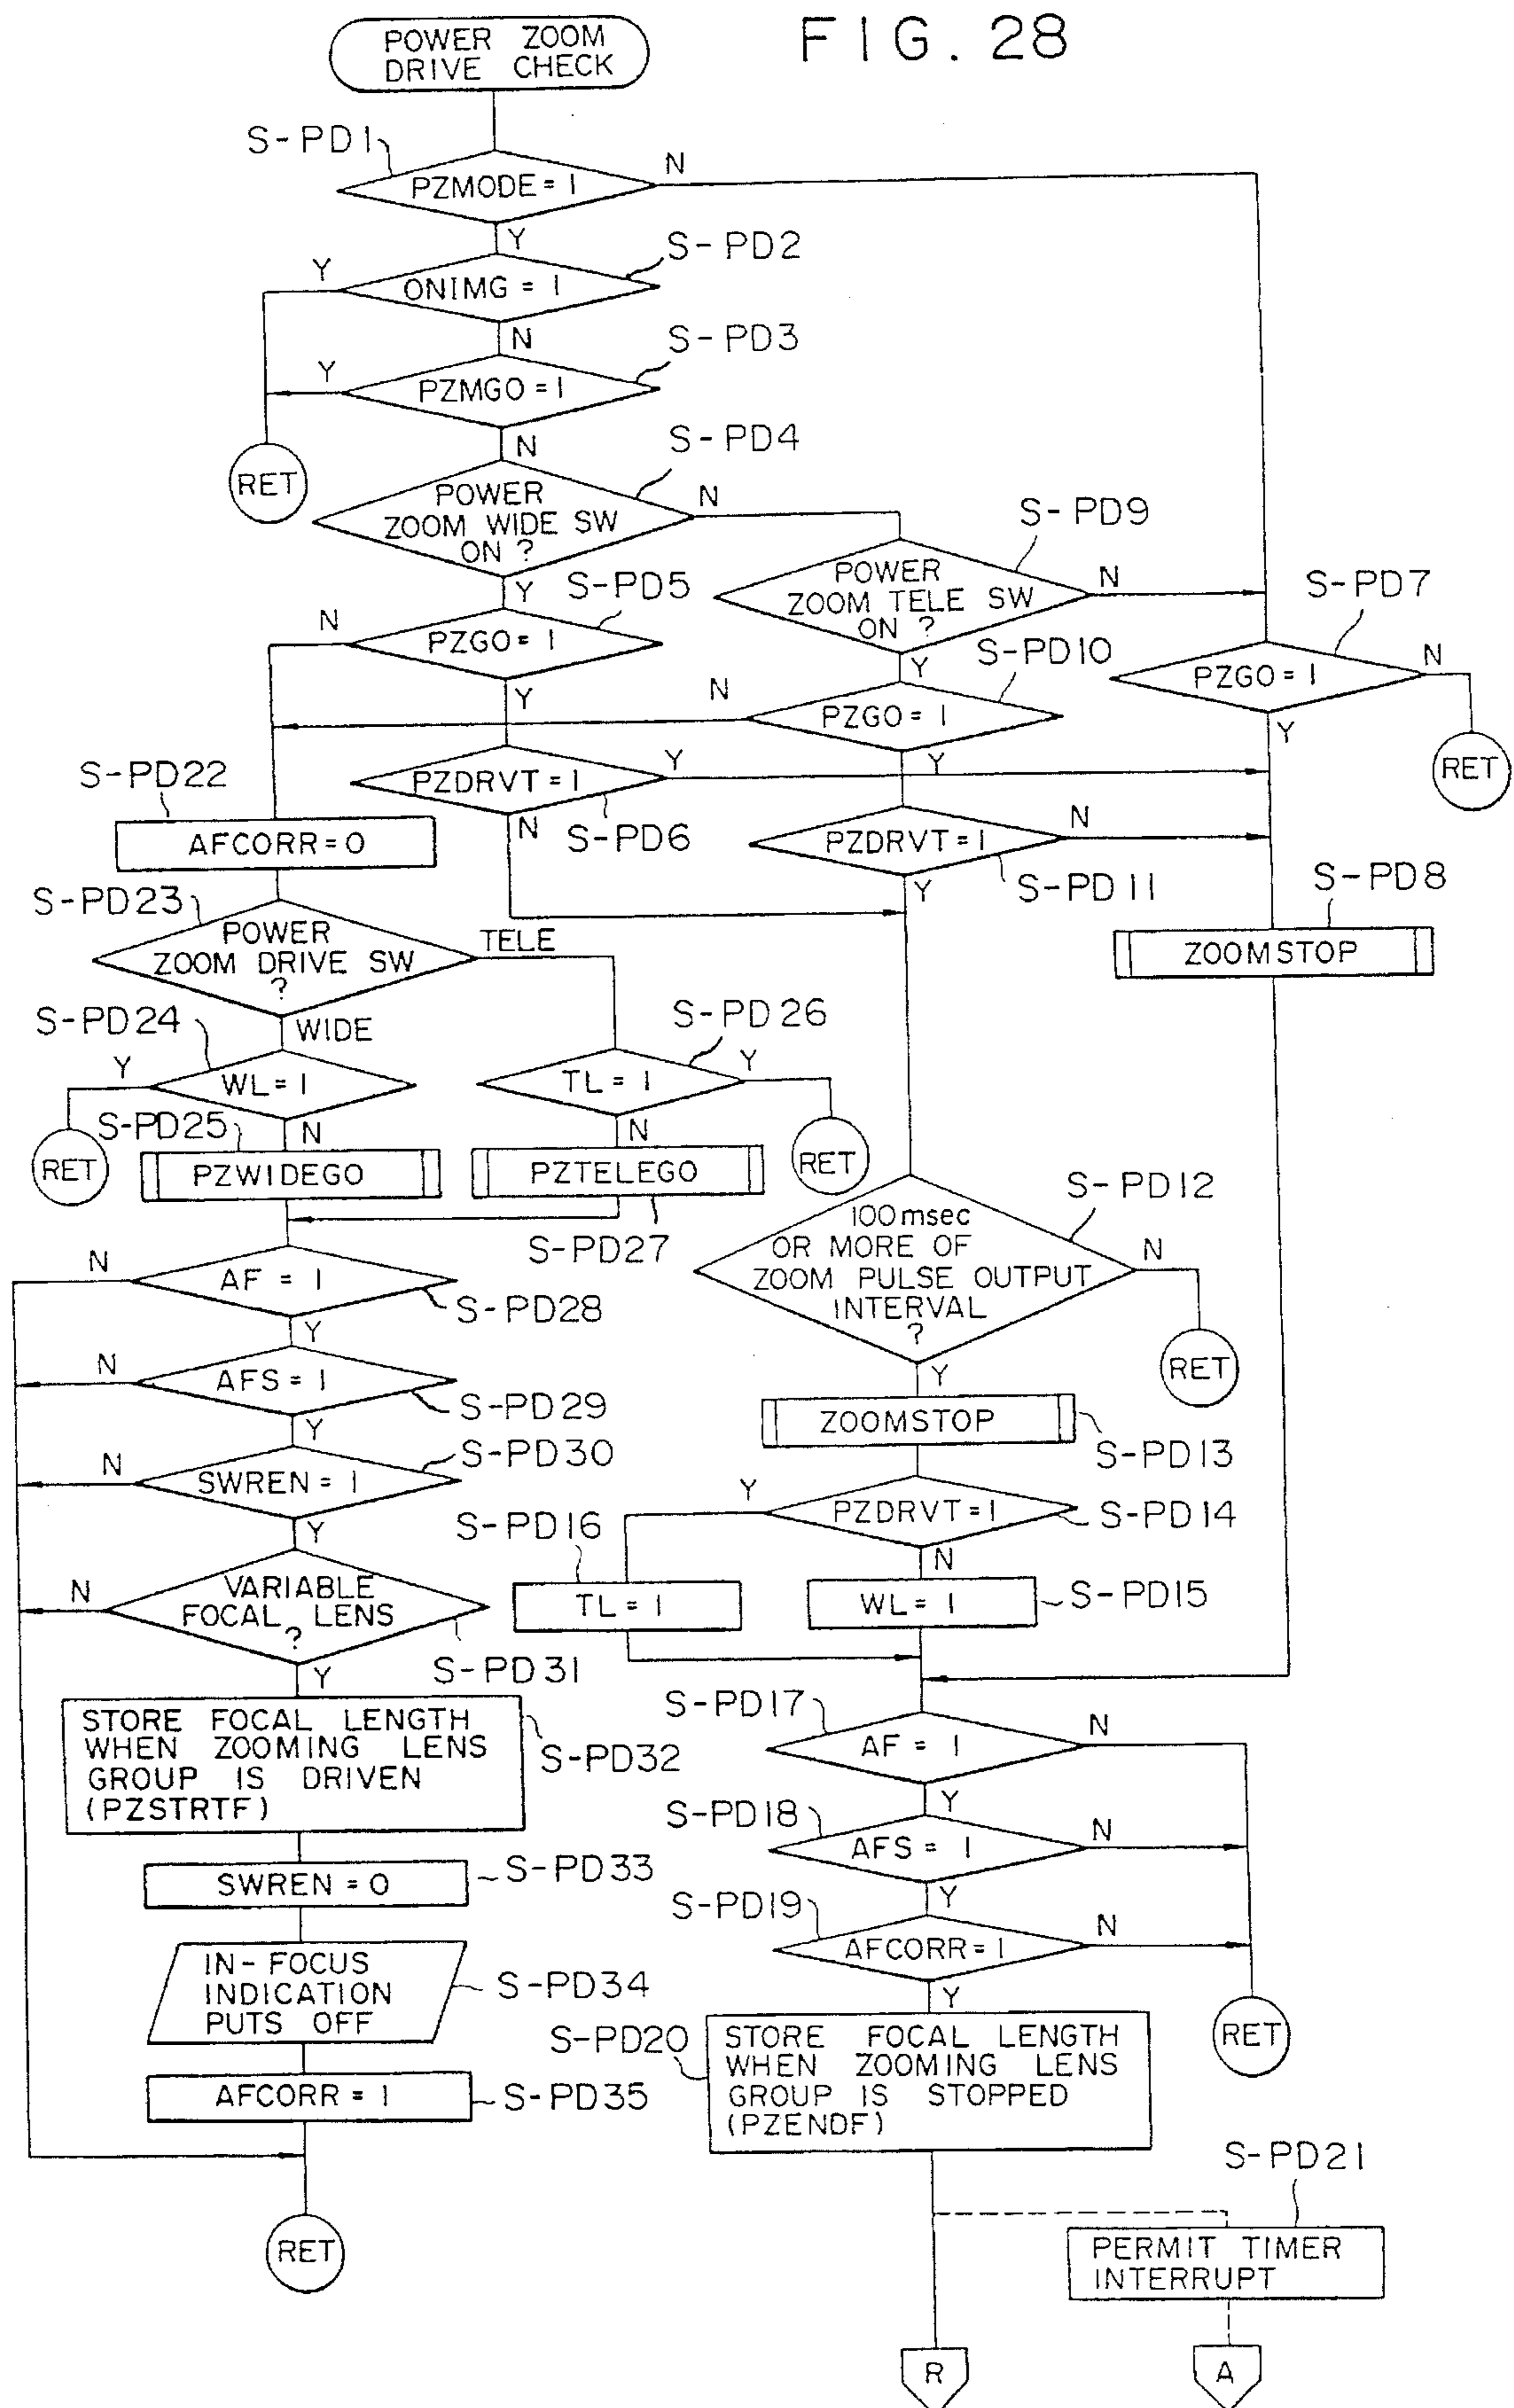 FIG. 28
POWER ZOOM
DRIVE CHECK
S-PD1
PZMODE = 1
N
Y
S-PD2
ONIMG = 1
Y
N
S-PD3
PZMGO = 1
Y
N
RET
S-PD4
POWER
ZOOM WIDE SW
ON ?
N
Y
S-PD9
POWER
ZOOM TELE SW
ON ?
N
Y
S-PD5
PZGO = 1
N
Y
S-PD10
PZGO = 1
N
Y
S-PD7
PZGO = 1
N
Y
RET
S-PD6
PZDRVT = 1
Y
N
S-PD11
PZDRVT = 1
N
Y
S-PD8
ZOOMSTOP
S-PD22
AFCORR = 0
S-PD23
POWER
ZOOM DRIVE SW
?
TELE
WIDE
S-PD24
WL = 1
Y
N
RET
S-PD26
TL = 1
Y
N
RET
S-PD25
PZWIDEGO
PZTELEGO
S-PD27
S-PD12
100msec
OR MORE OF
ZOOM PULSE OUTPUT
INTERVAL
?
N
Y
RET
AF = 1
N
Y
S-PD28
AFS = 1
N
Y
S-PD29
ZOOMSTOP
S-PD13
SWREN = 1
N
Y
S-PD30
PZDRVT = 1
Y
N
S-PD14
S-PD16
TL = 1
WL = 1
S-PD15
VARIABLE
FOCAL LENS
?
N
Y
S-PD31
STORE FOCAL LENGTH
WHEN ZOOMING LENS
GROUP IS DRIVEN
(PZSTRTF)
S-PD32
S-PD17
AF = 1
N
Y
S-PD18
AFS = 1
N
Y
SWREN = 0
S-PD33
S-PD19
AFCORR = 1
N
Y
RET
IN-FOCUS
INDICATION
PUTS OFF
S-PD34
S-PD20
STORE FOCAL LENGTH
WHEN ZOOMING LENS
GROUP IS STOPPED
(PZENDF)
AFCORR = 1
S-PD35
RET
S-PD21
PERMIT TIMER
INTERRUPT
R
A